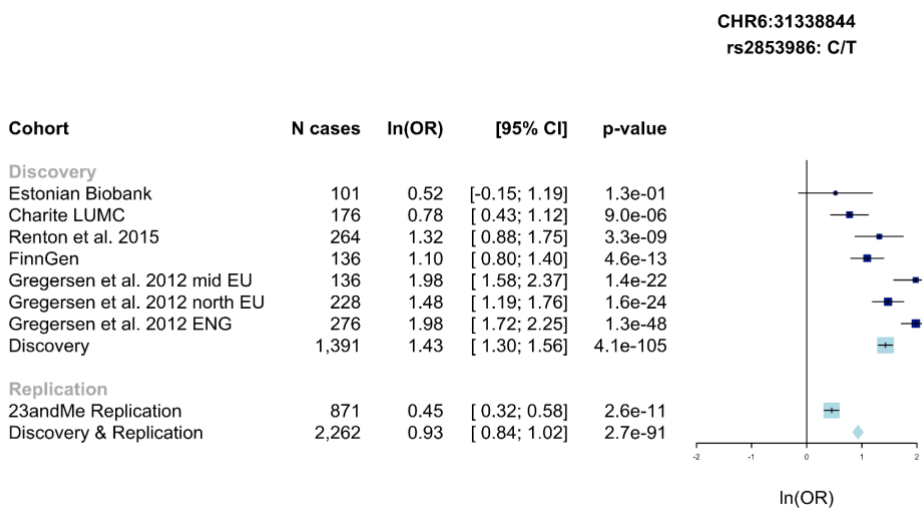 CHR6:31338844
rs2853986: C/T
Cohort N cases ln(OR) [95% CI] p-value
Discovery
Estonian Biobank 101 0.52 [-0.15; 1.19] 1.3e-01
Charite LUMC 176 0.78 [ 0.43; 1.12] 9.0e-06
Renton et al. 2015 264 1.32 [ 0.88; 1.75] 3.3e-09
FinnGen 136 1.10 [ 0.80; 1.40] 4.6e-13
Gregersen et al. 2012 mid EU 136 1.98 [ 1.58; 2.37] 1.4e-22
Gregersen et al. 2012 north EU 228 1.48 [ 1.19; 1.76] 1.6e-24
Gregersen et al. 2012 ENG 276 1.98 [ 1.72; 2.25] 1.3e-48
Discovery 1,391 1.43 [ 1.30; 1.56] 4.1e-105
Replication
23andMe Replication 871 0.45 [ 0.32; 0.58] 2.6e-11
Discovery & Replication 2,262 0.93 [ 0.84; 1.02] 2.7e-91
-2 -1 0 1 2
ln(OR)